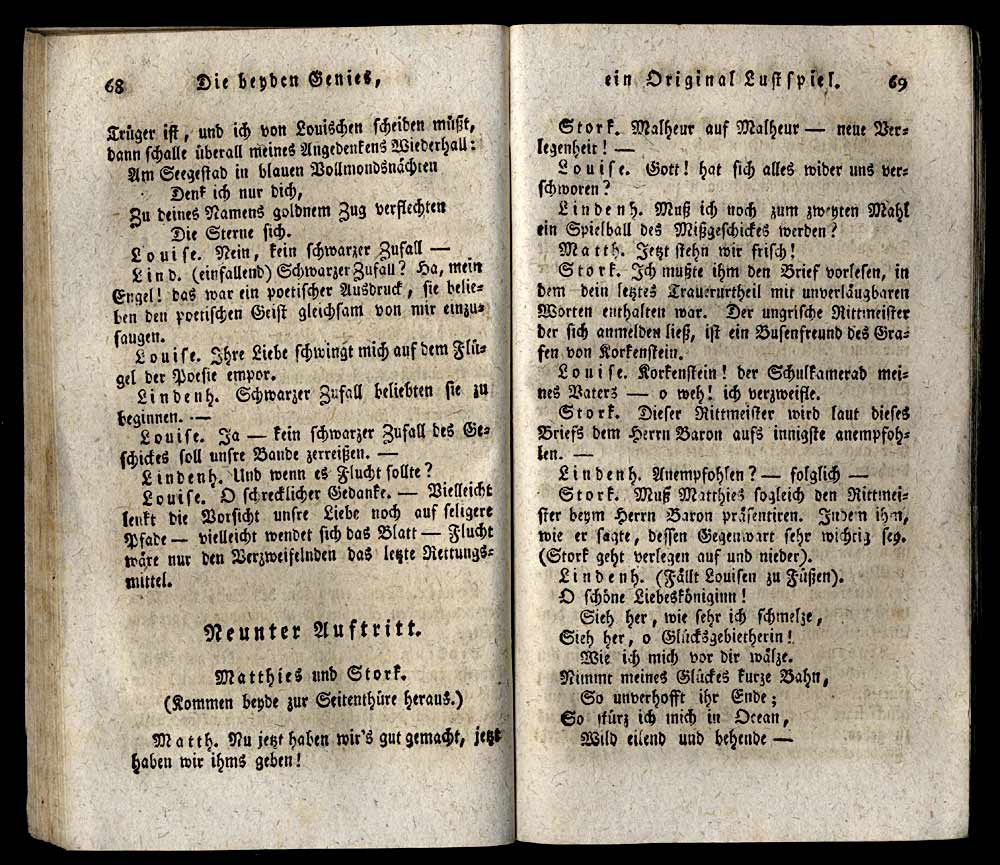 68 Die beyden Genies,
Trüger ist, und ich von Louischen scheiden müßt,
dann schalle überall meines Angedenkens Wiederhall:
Am Seegestad in blauen Vollmondsnächten
Denk ich nur dich,
Zu deines Namens goldnem Zug verflechten
Die Sterne sich.
Louise. Nein, kein schwarzer Zufall —
Lind. (einfallend) Schwarzer Zufall? Ha, mein
Engel! das war ein poetischer Ausdruck, sie belie=
ben den poetischen Geist gleichsam von mir einzu=
saugen.
Louise. Ihre Liebe schwingt mich auf dem Flü=
gel der Poesie empor.
Lindenh. Schwarzer Zufall beliebten sie zu
beginnen. —
Louise. Ja — kein schwarzer Zufall des Ge=
schickes soll unsre Bande zerreißen. —
Lindenh. Und wenn es Flucht sollte?
Louise. O schrecklicher Gedanke. — Vielleicht
lenkt die Vorsicht unsre Liebe noch auf seligere
Pfade — vielleicht wendet sich das Blatt — Flucht
wäre nur den Verzweifelnden das letzte Rettungs=
mittel.
Neunter Auftritt.
Matthies und Stork.
(Kommen beyde zur Seitenthüre heraus.)
Matth. Nu jetzt haben wir's gut gemacht, jetzt
haben wir ihms geben!
ein Original Lustspiel. 69
Stork. Malheur auf Malheur — neue Ver=
legenheit! —
Louise. Gott! hat sich alles wider uns ver=
schworen?
Lindenh. Muß ich noch zum zweyten Mahl
ein Spielball des Mißgeschickes werden?
Matth. Jetzt stehn wir frisch!
Stork. Ich mußte ihm den Brief vorlesen, in
dem dein letztes Trauerurtheil mit unverläugbaren
Worten enthalten war. Der ungrische Rittmeister
der sich anmelden ließ, ist ein Busenfreund des Gra=
fen von Korkenstein.
Louise. Korkenstein! der Schulkamerad mei=
nes Vaters — o weh! ich verzweifle.
Stork. Dieser Rittmeister wird laut dieses
Briefs dem Herrn Baron aufs innigste anempfoh=
len. —
Lindenh. Anempfohlen? — folglich —
Stork. Muß Matthies sogleich den Rittmei=
ster beym Herrn Baron präsentiren. Indem ihm,
wie er sagte, dessen Gegenwart sehr wichtig sey.
(Stork geht verlegen auf und nieder).
Lindenh. (Fällt Louisen zu Füßen).
O schöne Liebesköniginn!
Sieh her, wie sehr ich schmelze,
Sieh her, o Glücksgebietherin!
Wie ich mich vor dir wälze.
Nimmt meines Glückes kurze Bahn,
So unverhofft ihr Ende;
So stürz ich mich in Ocean,
Wild eilend und behende —